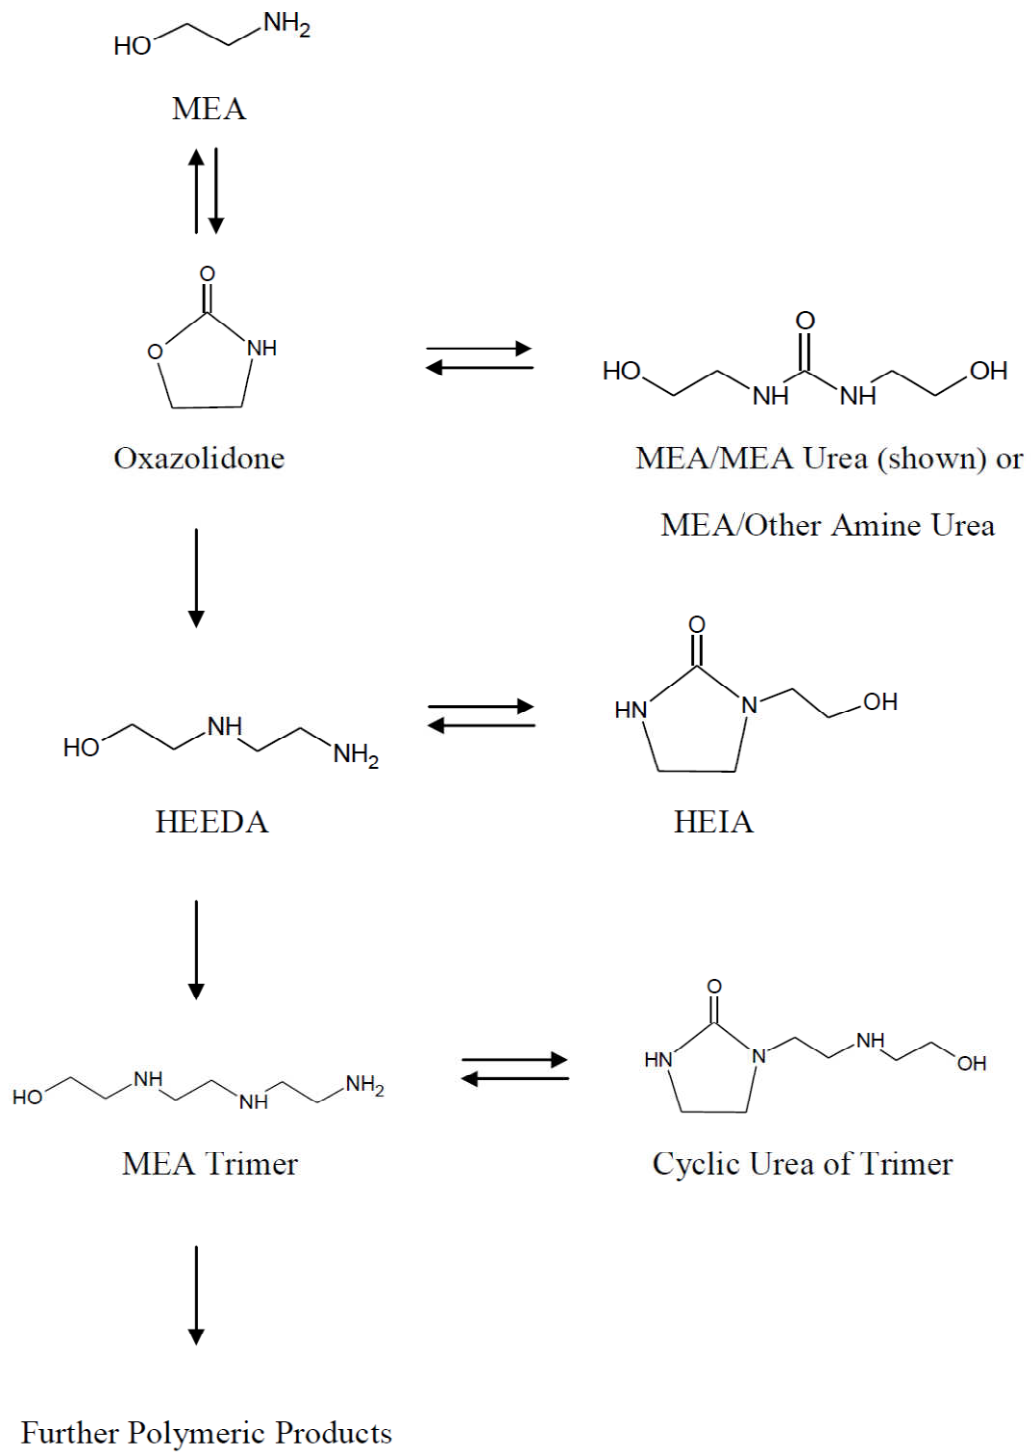 HO NH2
MEA
O
O NH
Oxazolidone
O
HO NH NH OH
MEA/MEA Urea (shown) or
MEA/Other Amine Urea
HO NH NH2
HEEDA
O
HN N OH
HEIA
HO NH NH NH2
MEA Trimer
O
HN N NH OH
Cyclic Urea of Trimer
Further Polymeric Products